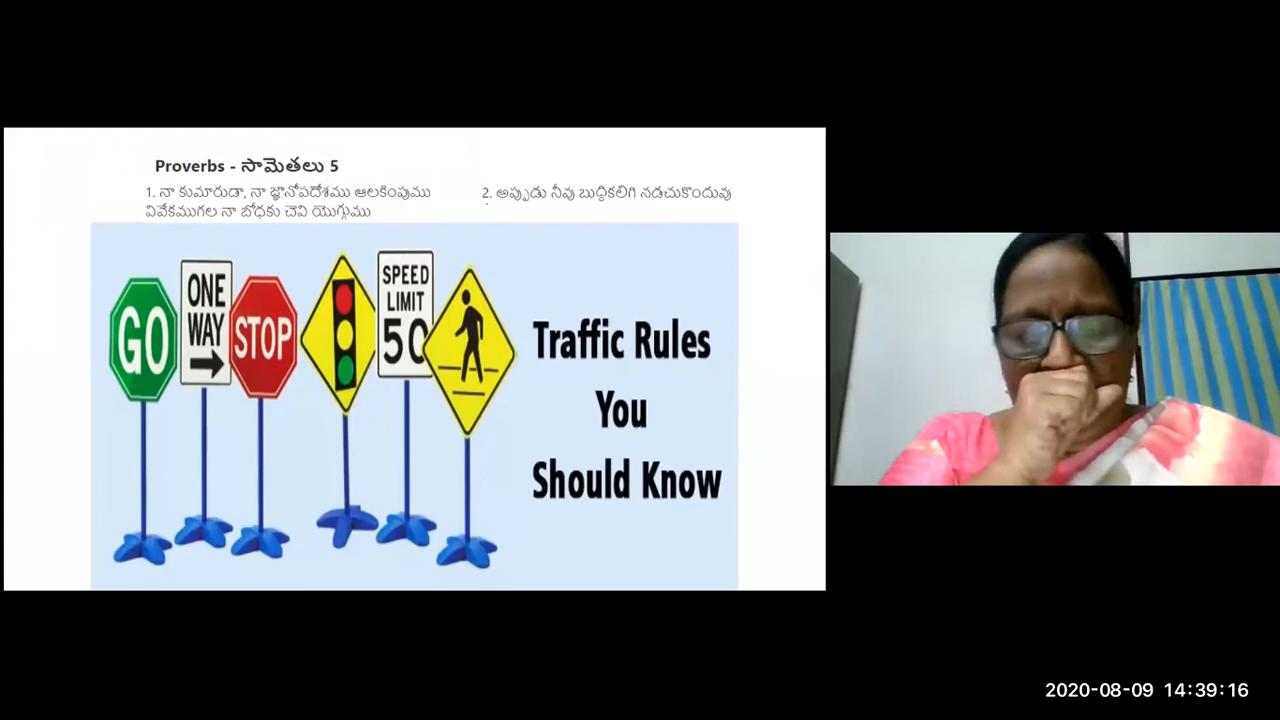 Proverbs - సామెతలు 5
1. నా కుమారుడా, నా జ్ఞానోపదేశము ఆలకింపుము
వివేకముగల నా బోధకు చెవి యొగ్గుము
2. అప్పుడు నీవు బుద్ధికలిగి నడచుకొందువు
GO
ONE
WAY
STOP
SPEED
LIMIT
50
Traffic Rules
You
Should Know
2020-08-09 14:39:16